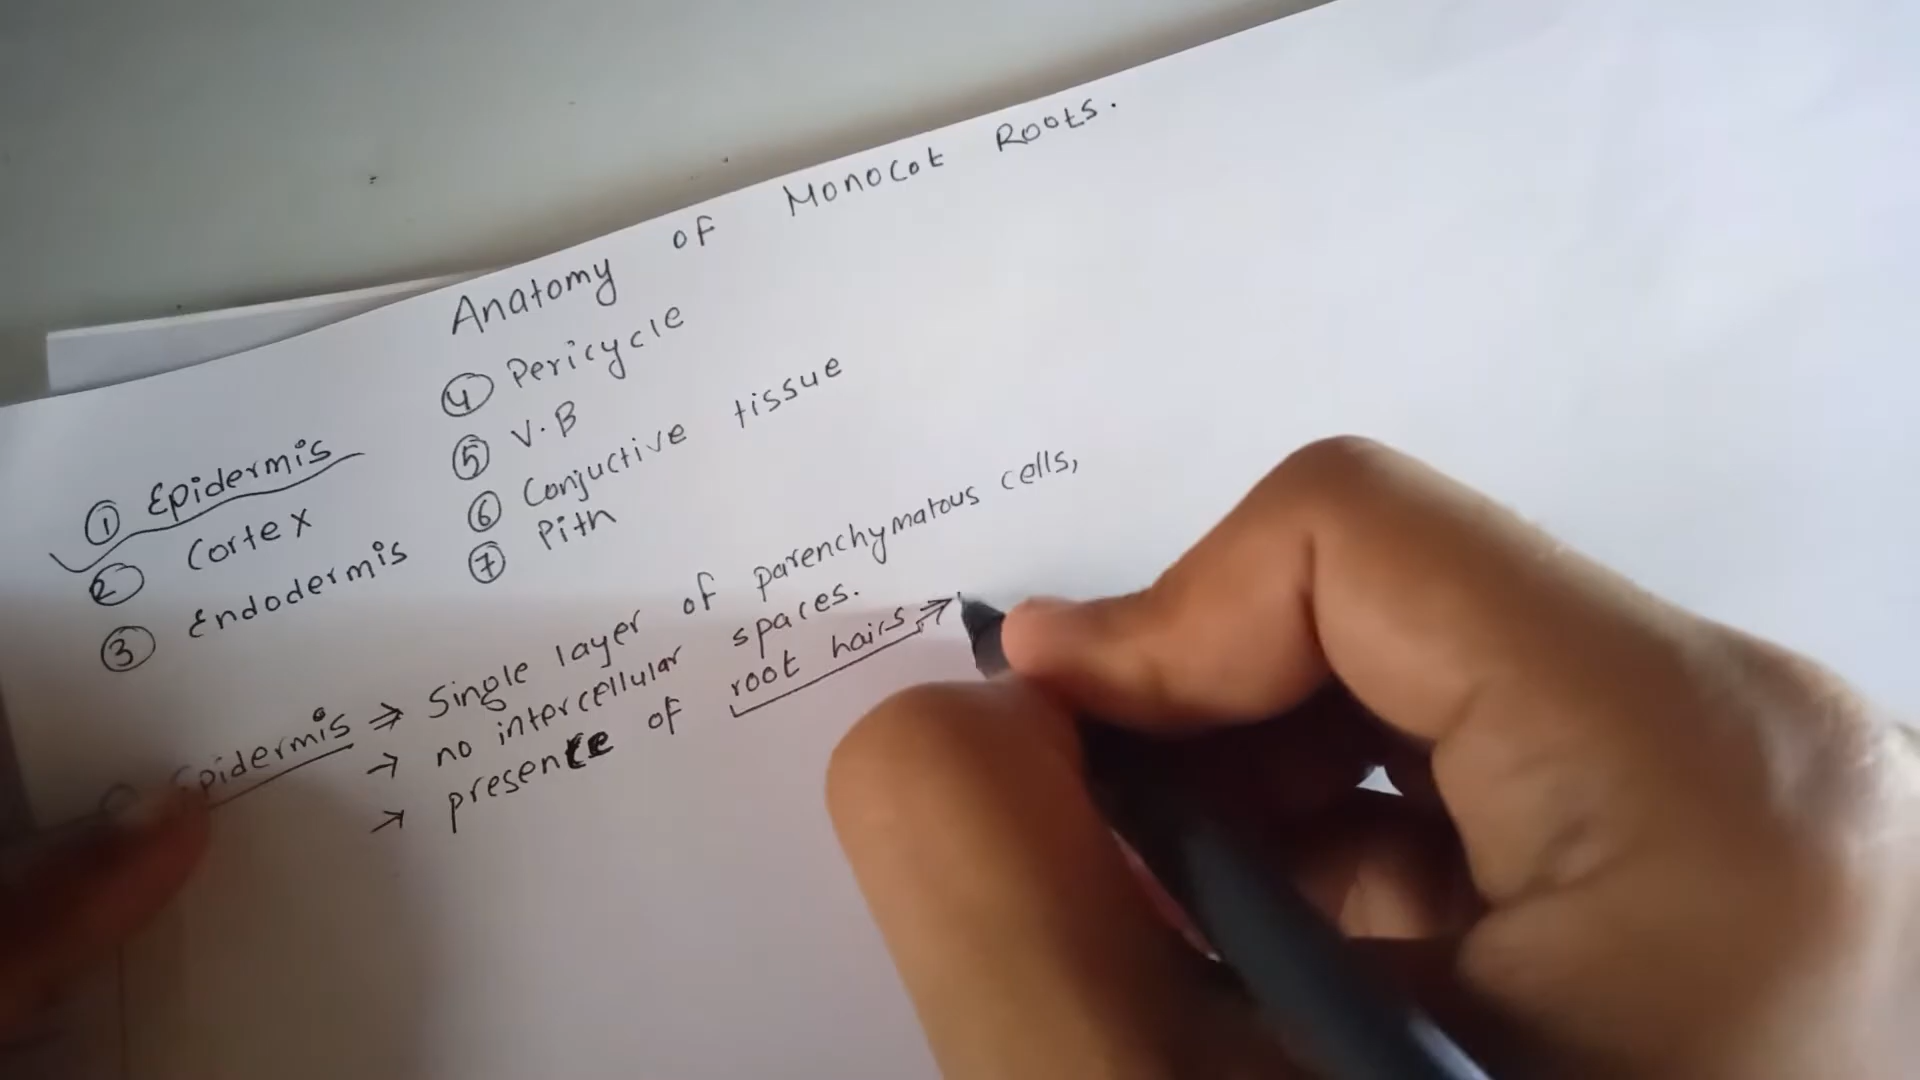 Anatomy of Monocot Roots.
① Epidermis
② Cortex
③ Endodermis
④ Pericycle
⑤ V.B
⑥ Conjuctive tissue
⑦ Pith
Epidermis ⇒ Single layer of parenchymatous cells,
→ no intercellular spaces.
→ presence of root hairs →